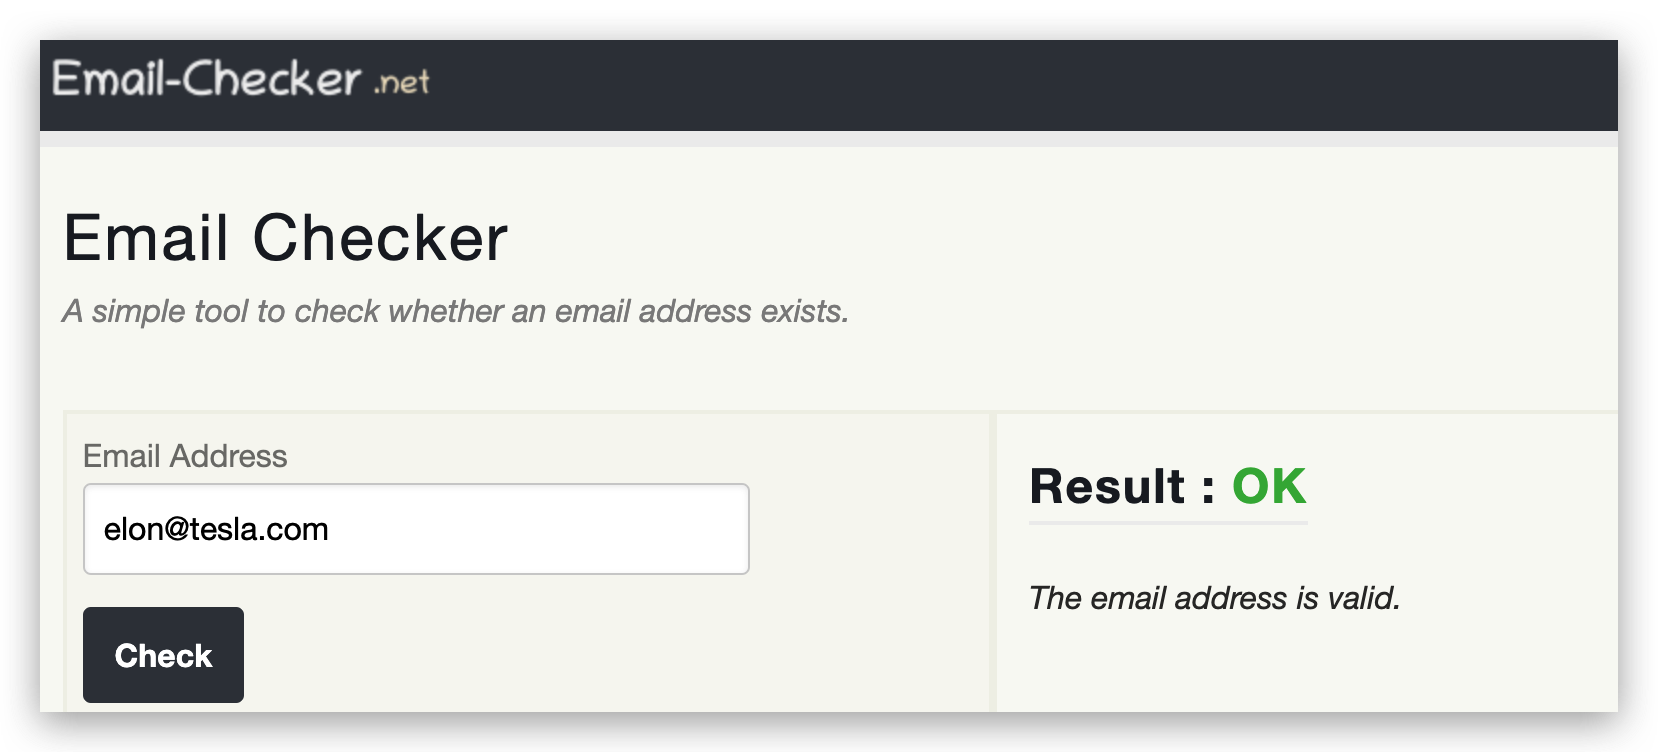 Email-Checker .net
Email Checker
A simple tool to check whether an email address exists.
Email Address
elon@tesla.com
Check
Result : OK
The email address is valid.